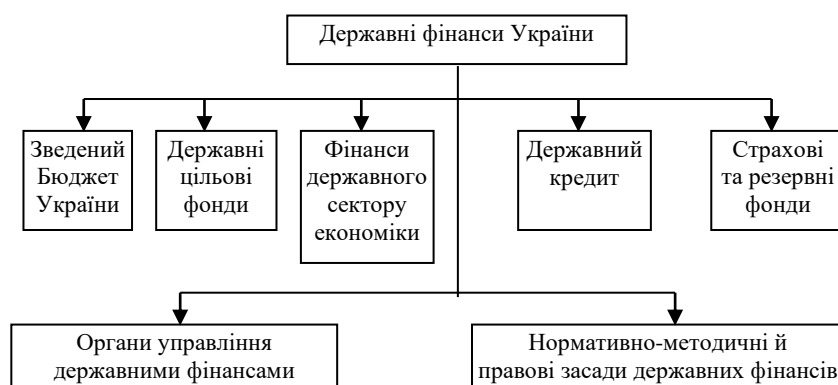 Державні фінанси України
Зведений
Бюджет
України
Державні
цільові
фонди
Фінанси
державного
сектору
економіки
Державний
кредит
Страхові
та резервні
фонди
Органи управління
державними фінансами
Нормативно-методичні й
правові засади державних фінансів